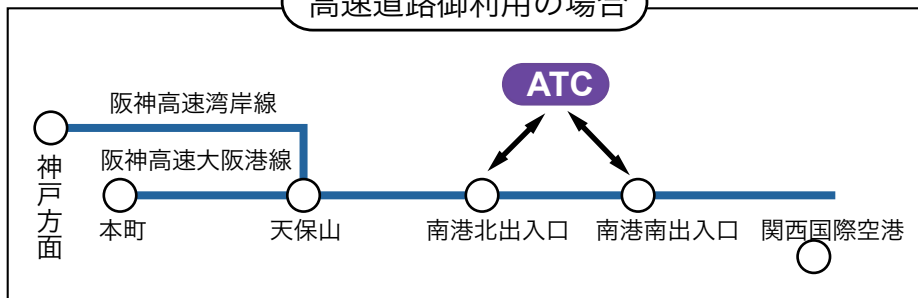 高速道路御利用の場合
ATC
阪神高速湾岸線
神戸方面
阪神高速大阪港線
本町
天保山
南港北出入口
南港南出入口
関西国際空港